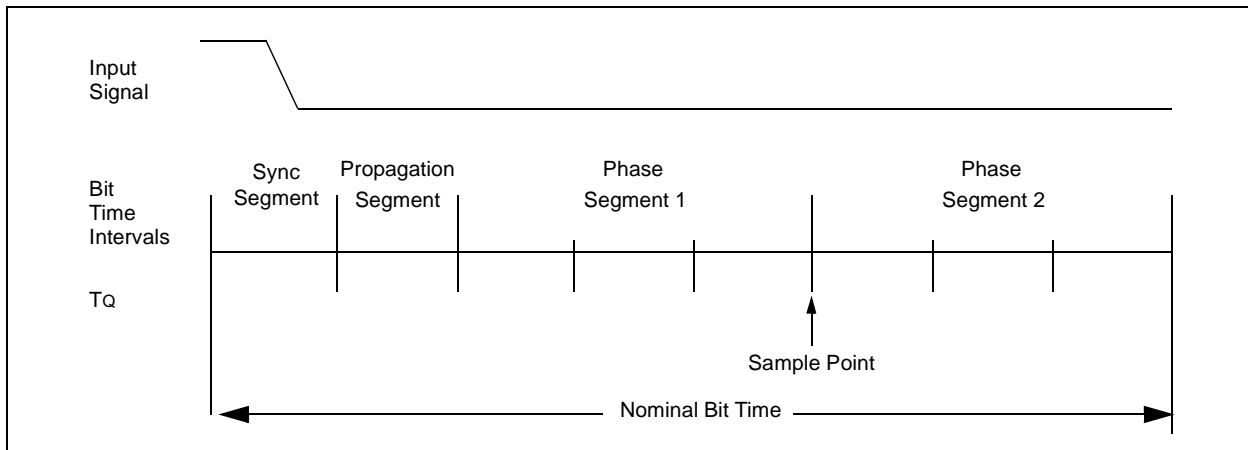 Input
Signal
Sync
Segment
Propagation
Segment
Phase
Segment 1
Phase
Segment 2
Bit
Time
Intervals
TQ
Sample Point
Nominal Bit Time